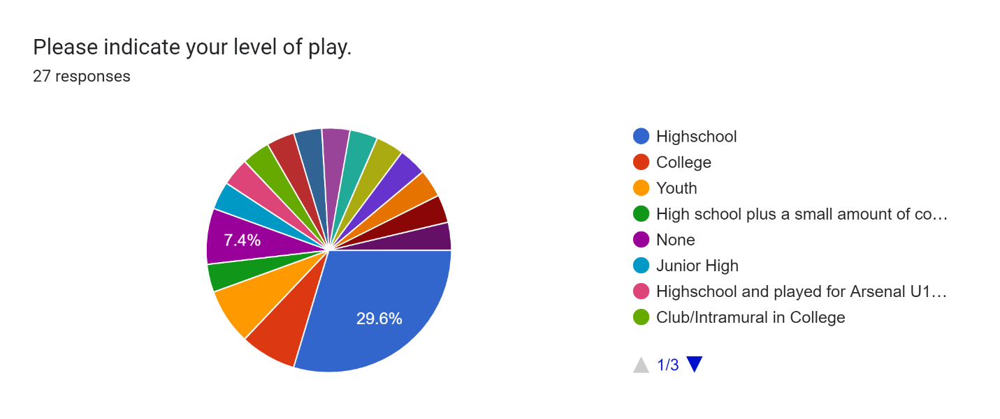 Please indicate your level of play.
27 responses
7.4%
29.6%
Highschool
College
Youth
High school plus a small amount of co…
None
Junior High
Highschool and played for Arsenal U1…
Club/Intramural in College
1/3